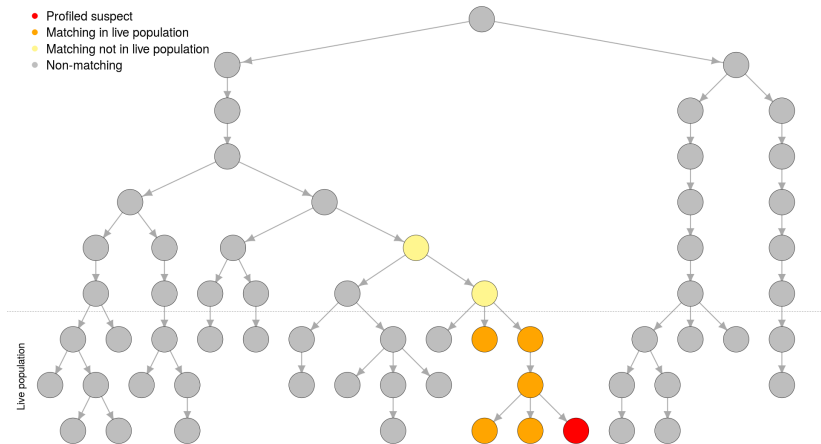 Profiled suspect
Matching in live population
Matching not in live population
Non-matching
Live population